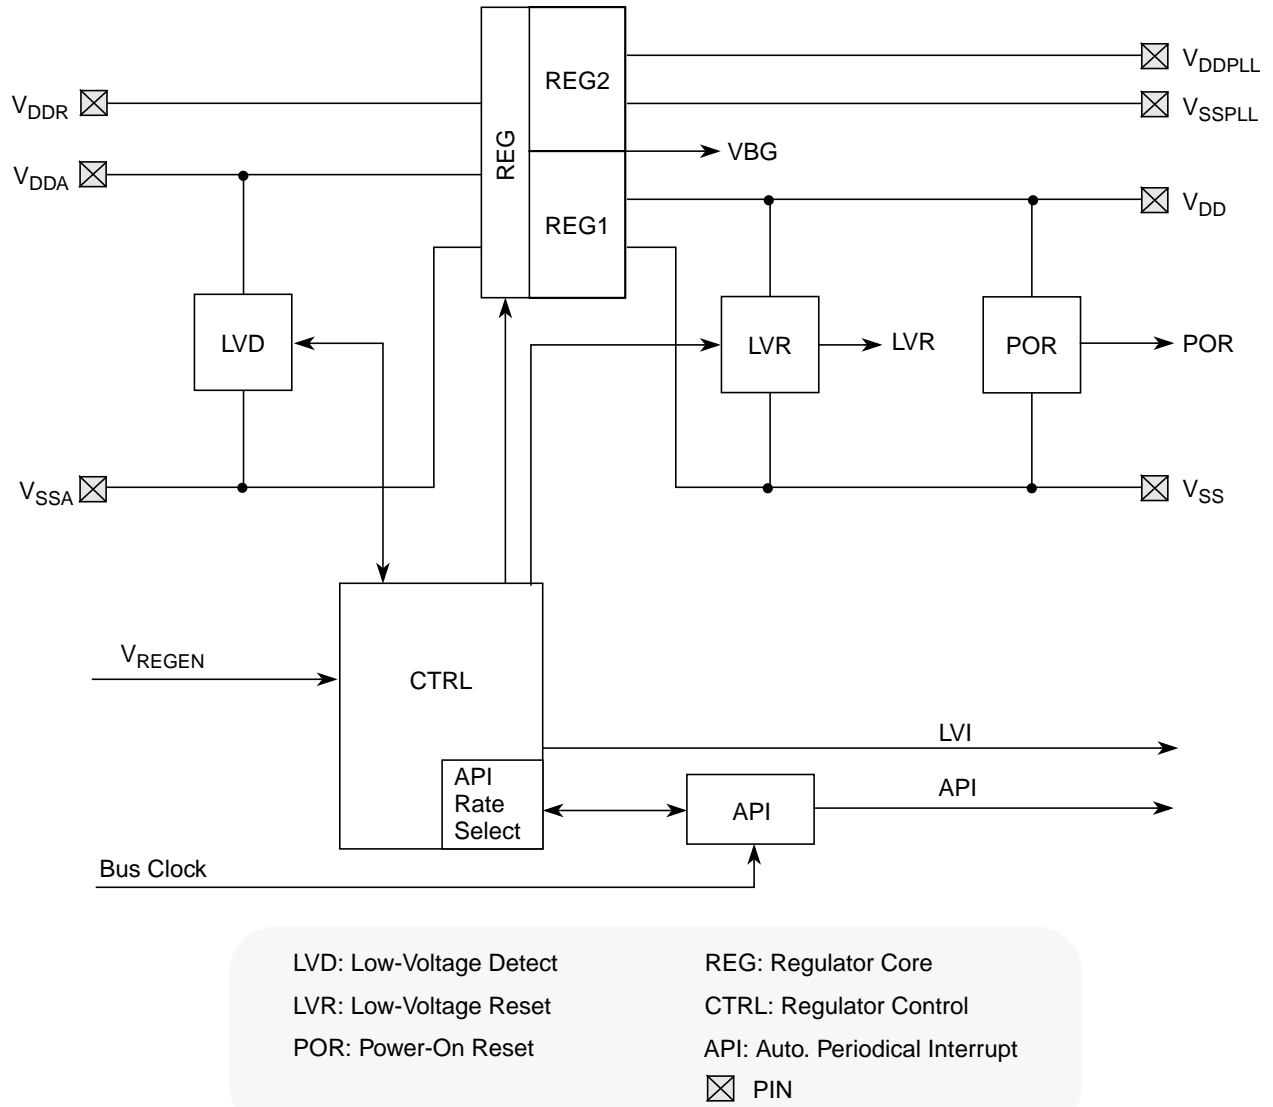 VDDPLL
REG2
VDDR
VSSPLL
REG
VBG
VDDA
VDD
REG1
LVD
LVR
LVR
POR
POR
VSSA
VSS
VREGEN
CTRL
LVI
API
Rate
Select
API
API
Bus Clock
LVD: Low-Voltage Detect
REG: Regulator Core
LVR: Low-Voltage Reset
CTRL: Regulator Control
POR: Power-On Reset
API: Auto. Periodical Interrupt
PIN